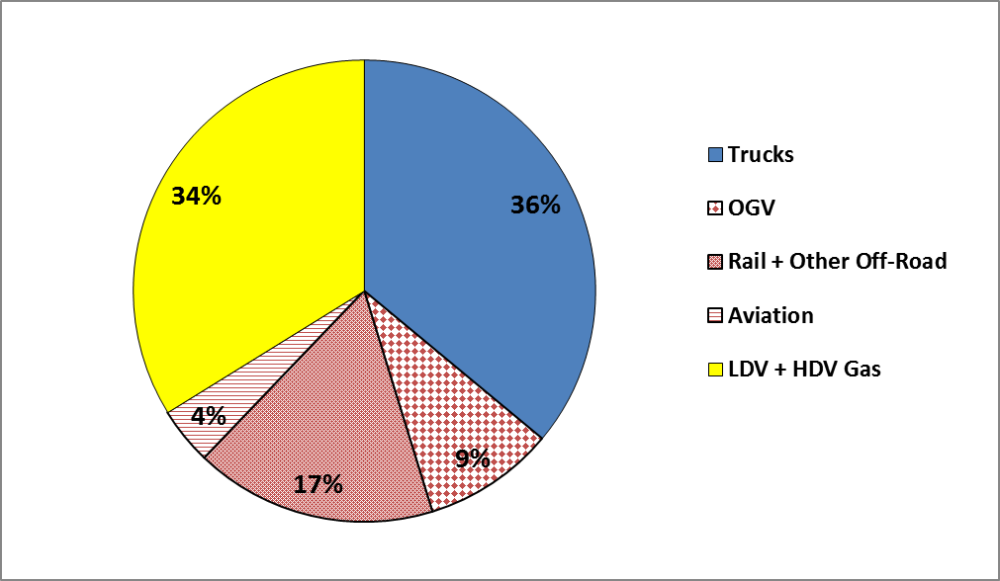 34%
36%
4%
9%
17%
Trucks
OGV
Rail + Other Off-Road
Aviation
LDV + HDV Gas